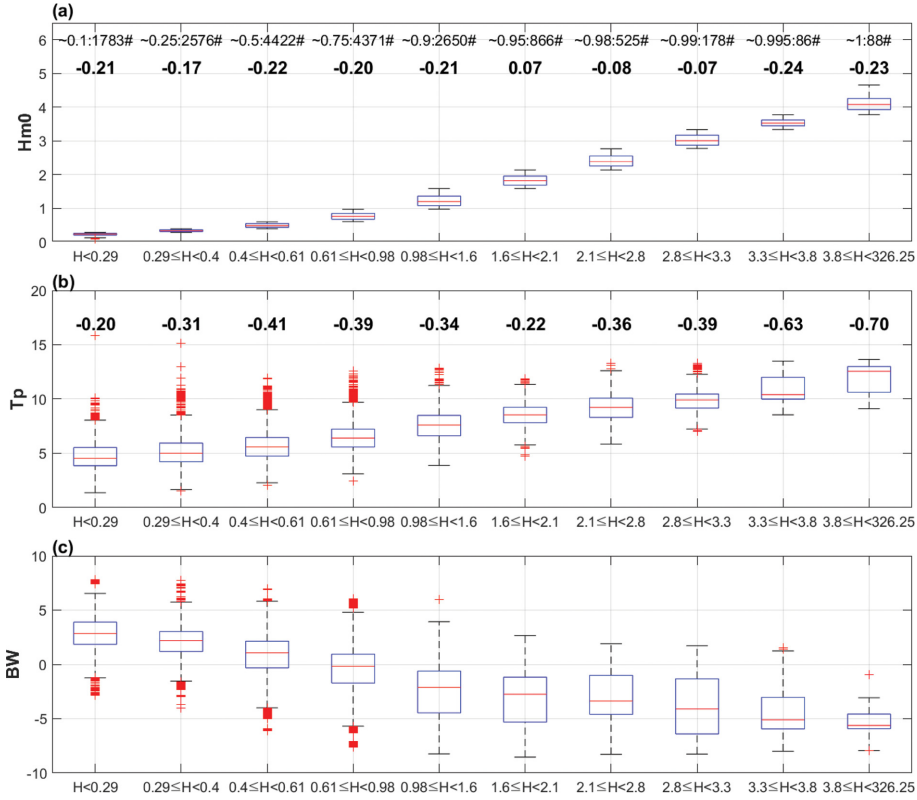 (a)
6
5
4
3
2
1
0
Hm0
~0.1:1783# ~0.25:2576# ~0.5:4422# ~0.75:4371# ~0.9:2650# ~0.95:866# ~0.98:525# ~0.99:178# ~0.995:86# ~1:88#
-0.21 -0.17 -0.22 -0.20 -0.21 0.07 -0.08 -0.07 -0.24 -0.23
H<0.29 0.29≤H<0.4 0.4≤H<0.61 0.61≤H<0.98 0.98≤H<1.6 1.6≤H<2.1 2.1≤H<2.8 2.8≤H<3.3 3.3≤H<3.8 3.8≤H<326.25
(b)
20
15
10
5
0
Tp
-0.20 -0.31 -0.41 -0.39 -0.34 -0.22 -0.36 -0.39 -0.63 -0.70
H<0.29 0.29≤H<0.4 0.4≤H<0.61 0.61≤H<0.98 0.98≤H<1.6 1.6≤H<2.1 2.1≤H<2.8 2.8≤H<3.3 3.3≤H<3.8 3.8≤H<326.25
(c)
10
5
0
-5
-10
BW
H<0.29 0.29≤H<0.4 0.4≤H<0.61 0.61≤H<0.98 0.98≤H<1.6 1.6≤H<2.1 2.1≤H<2.8 2.8≤H<3.3 3.3≤H<3.8 3.8≤H<326.25